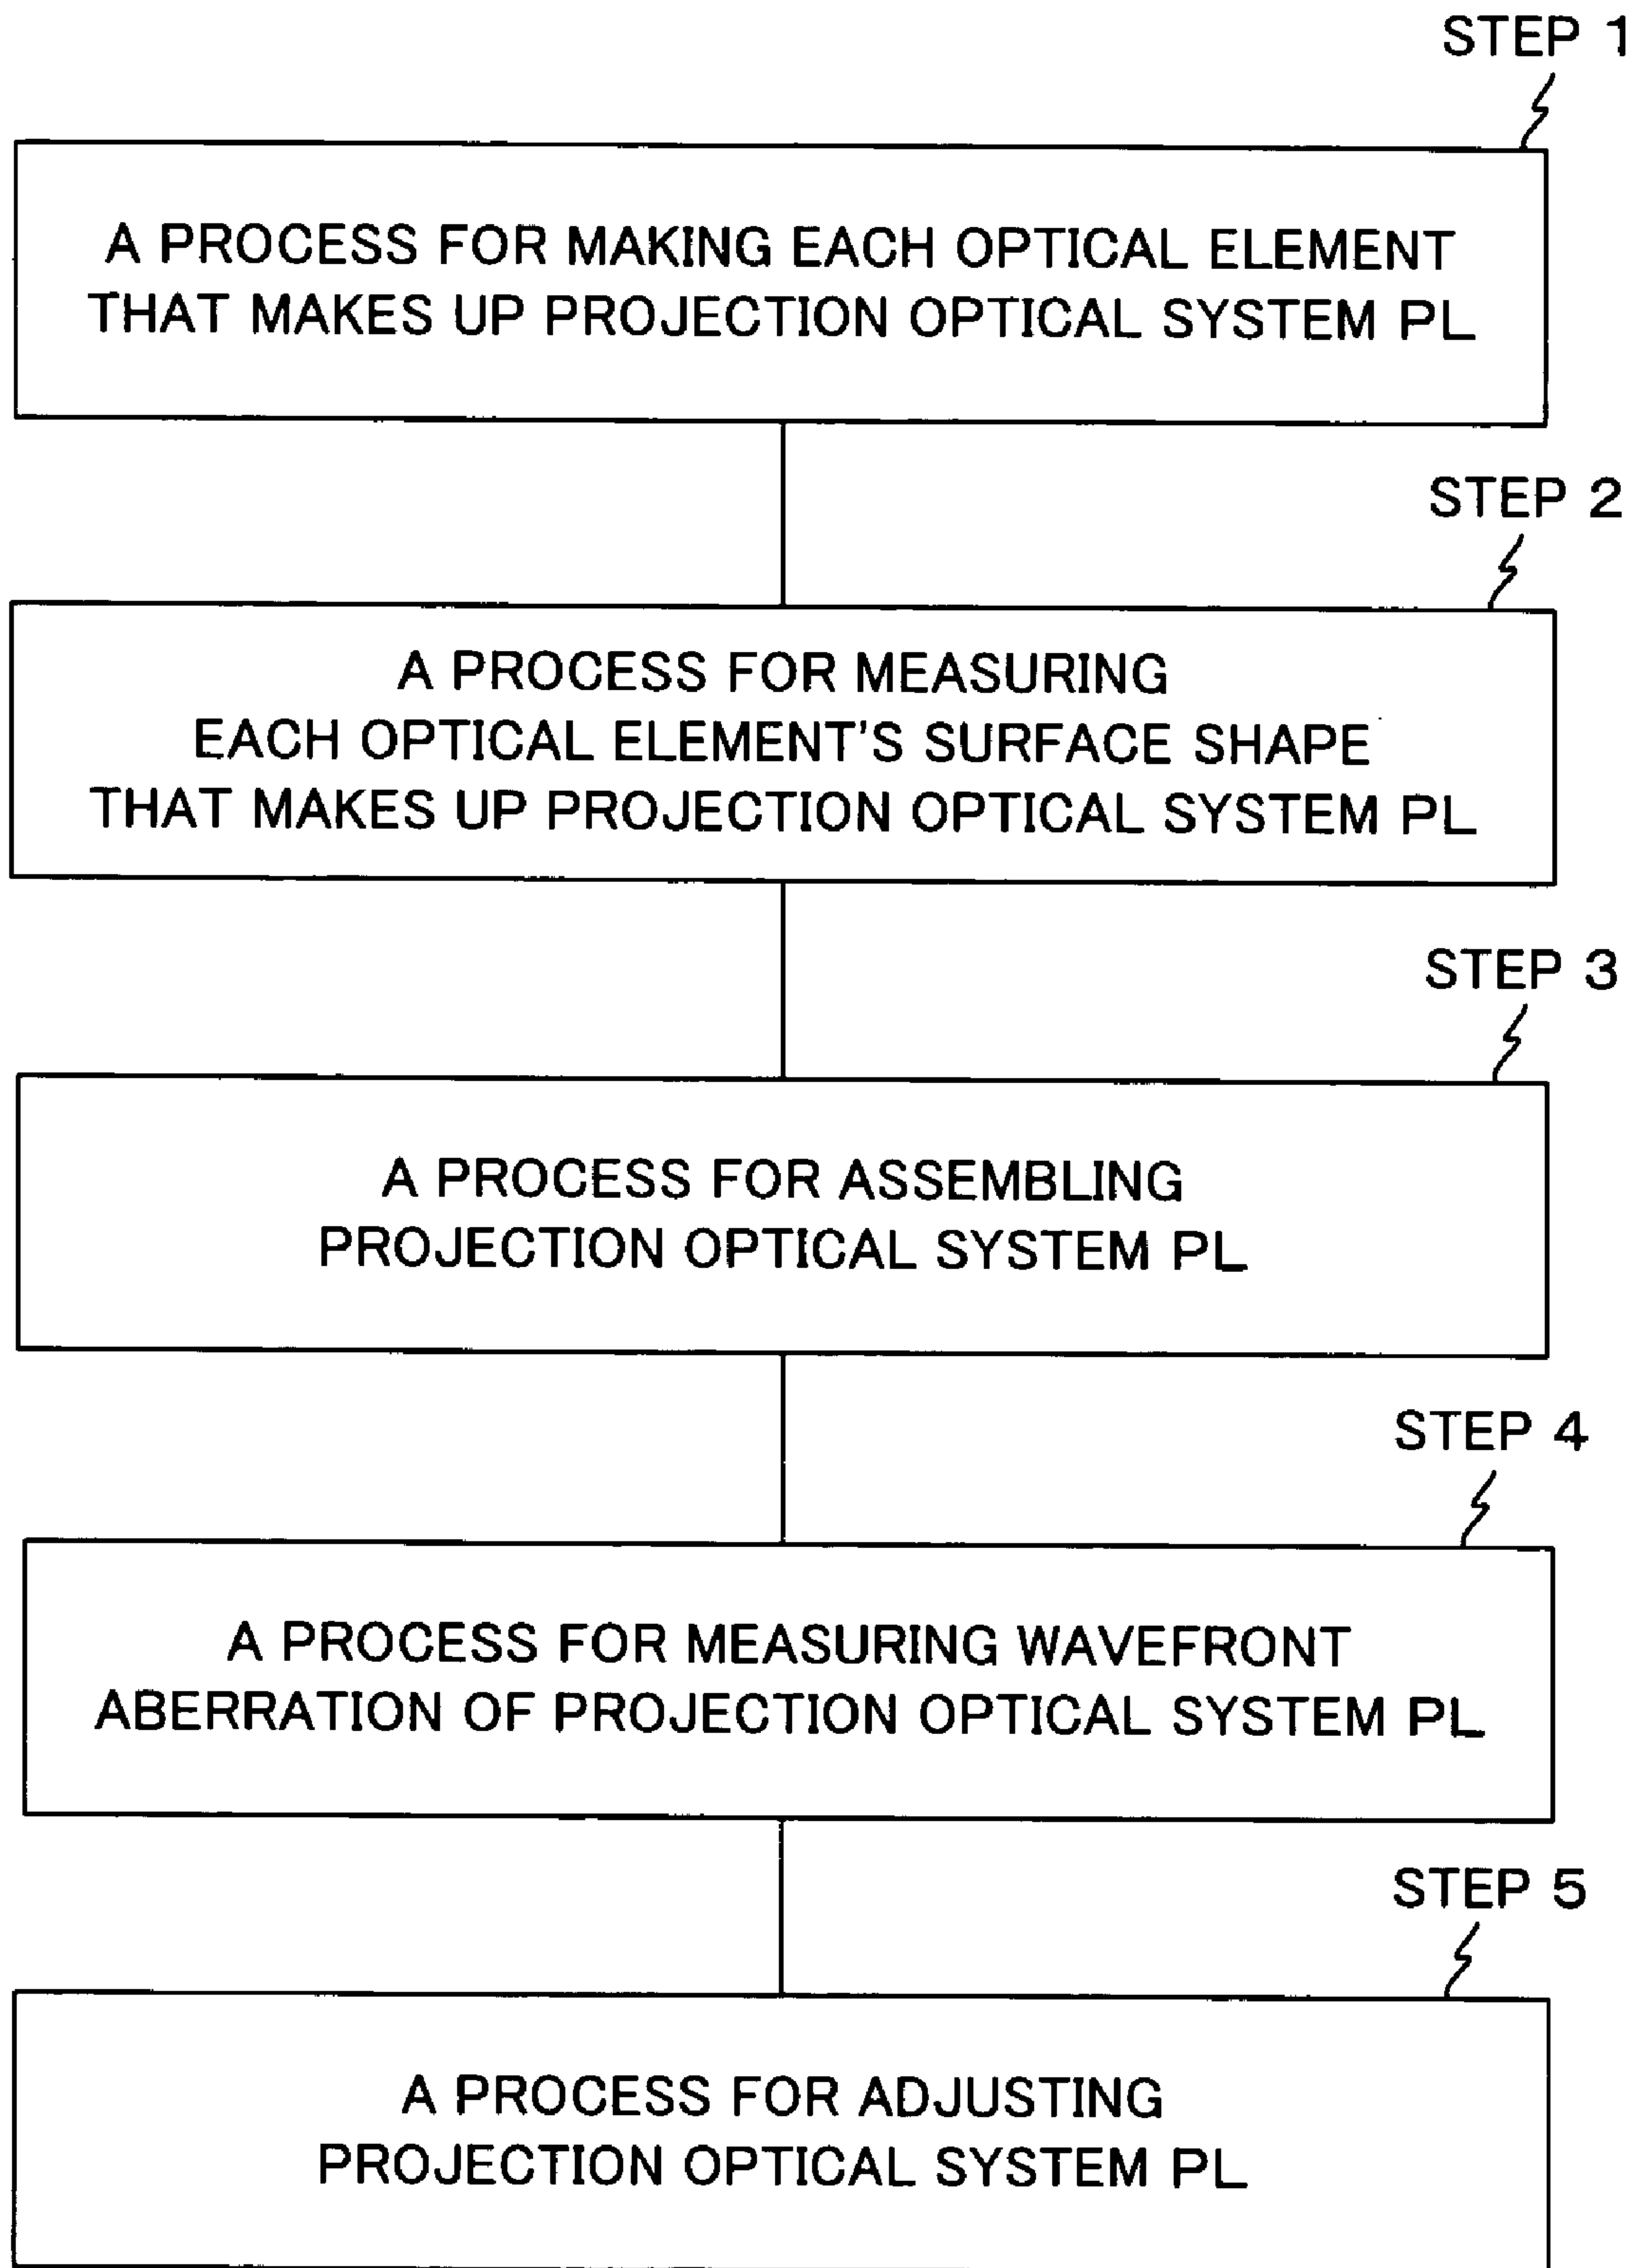 STEP 1
A PROCESS FOR MAKING EACH OPTICAL ELEMENT
THAT MAKES UP PROJECTION OPTICAL SYSTEM PL
STEP 2
A PROCESS FOR MEASURING
EACH OPTICAL ELEMENT'S SURFACE SHAPE
THAT MAKES UP PROJECTION OPTICAL SYSTEM PL
STEP 3
A PROCESS FOR ASSEMBLING
PROJECTION OPTICAL SYSTEM PL
STEP 4
A PROCESS FOR MEASURING WAVEFRONT
ABERRATION OF PROJECTION OPTICAL SYSTEM PL
STEP 5
A PROCESS FOR ADJUSTING
PROJECTION OPTICAL SYSTEM PL